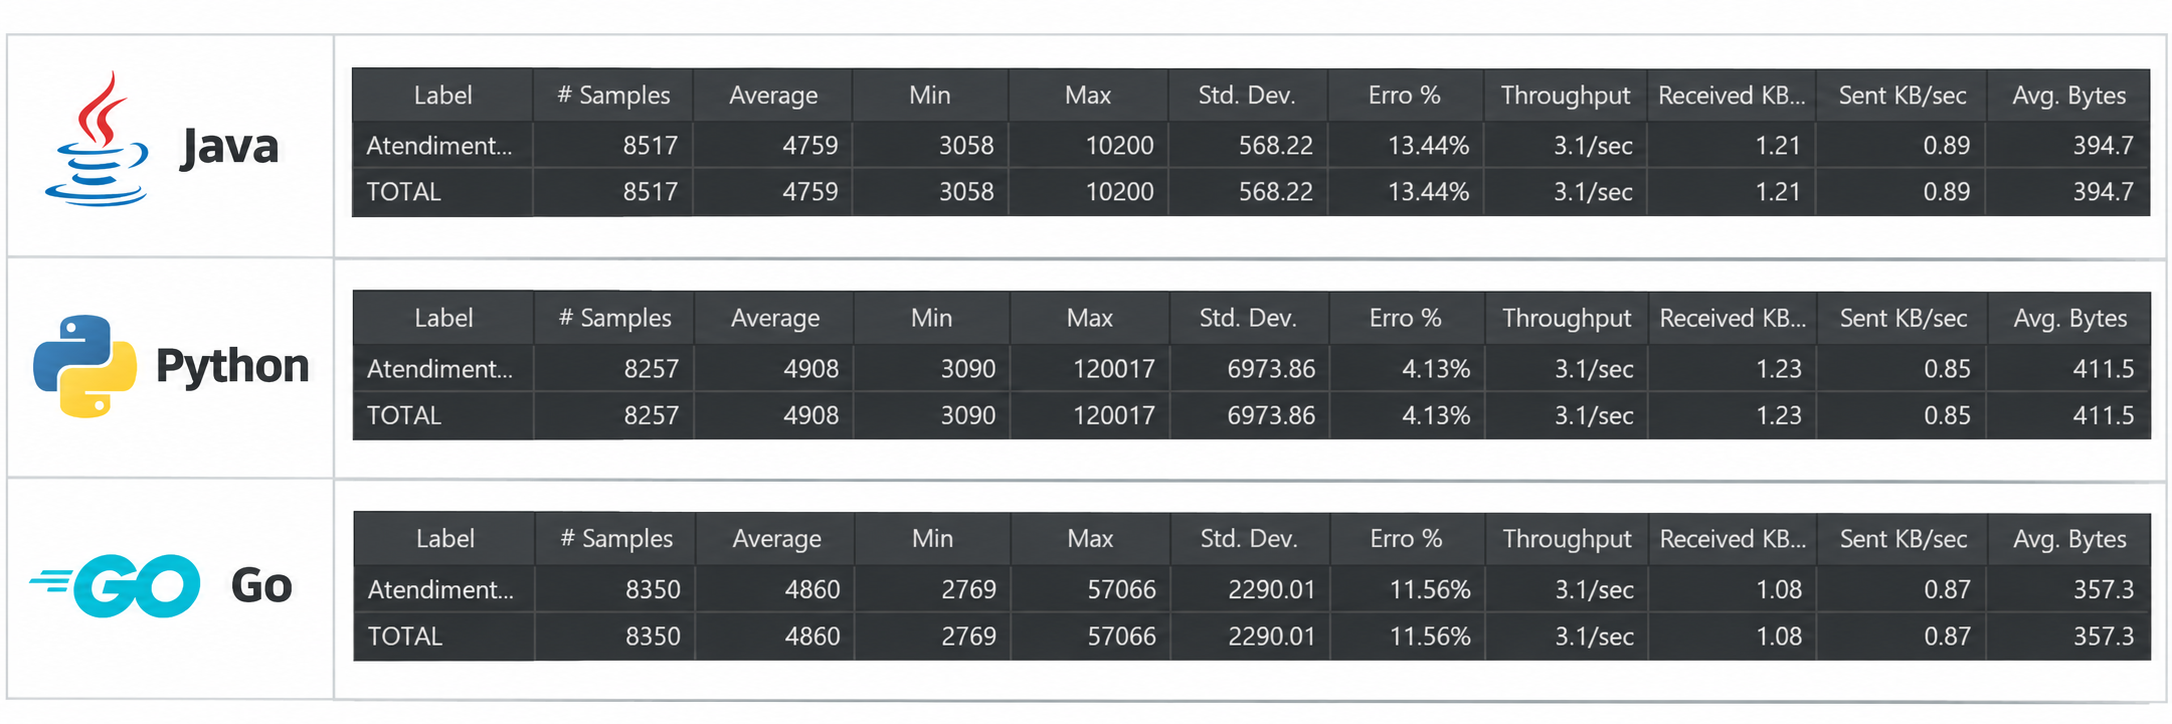 Java
Label # Samples Average Min Max Std. Dev. Erro % Throughput Received KB... Sent KB/sec Avg. Bytes
Atendiment... 8517 4759 3058 10200 568.22 13.44% 3.1/sec 1.21 0.89 394.7
TOTAL 8517 4759 3058 10200 568.22 13.44% 3.1/sec 1.21 0.89 394.7
Python
Label # Samples Average Min Max Std. Dev. Erro % Throughput Received KB... Sent KB/sec Avg. Bytes
Atendiment... 8257 4908 3090 120017 6973.86 4.13% 3.1/sec 1.23 0.85 411.5
TOTAL 8257 4908 3090 120017 6973.86 4.13% 3.1/sec 1.23 0.85 411.5
GO Go
Label # Samples Average Min Max Std. Dev. Erro % Throughput Received KB... Sent KB/sec Avg. Bytes
Atendiment... 8350 4860 2769 57066 2290.01 11.56% 3.1/sec 1.08 0.87 357.3
TOTAL 8350 4860 2769 57066 2290.01 11.56% 3.1/sec 1.08 0.87 357.3